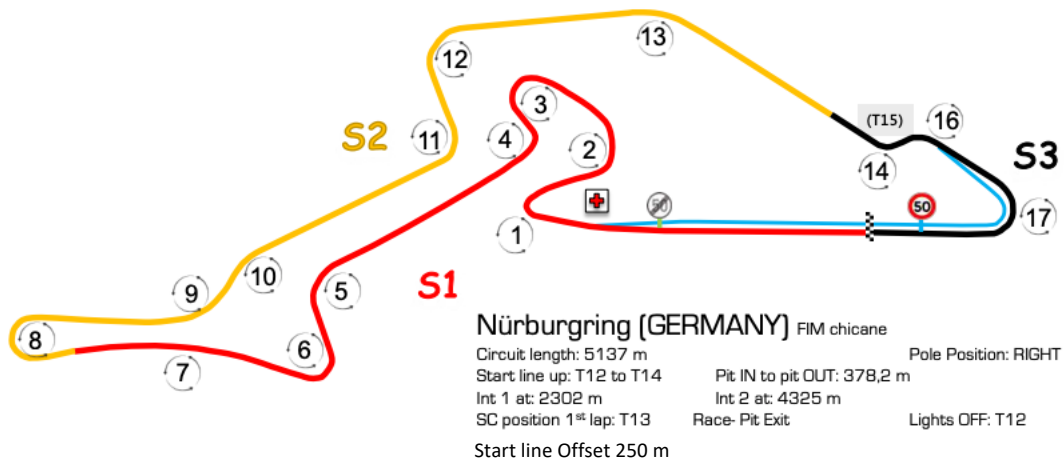 13
12
3
(T15)
16
S2
11
4
2
S3
14
50
50
17
1
10
9
5
S1
8
6
7
Nürburgring (GERMANY) FIM chicane
Circuit length: 5137 m Pole Position: RIGHT
Start line up: T12 to T14 Pit IN to pit OUT: 378,2 m
Int 1 at: 2302 m Int 2 at: 4325 m
SC position 1st lap: T13 Race- Pit Exit Lights OFF: T12
Start line Offset 250 m